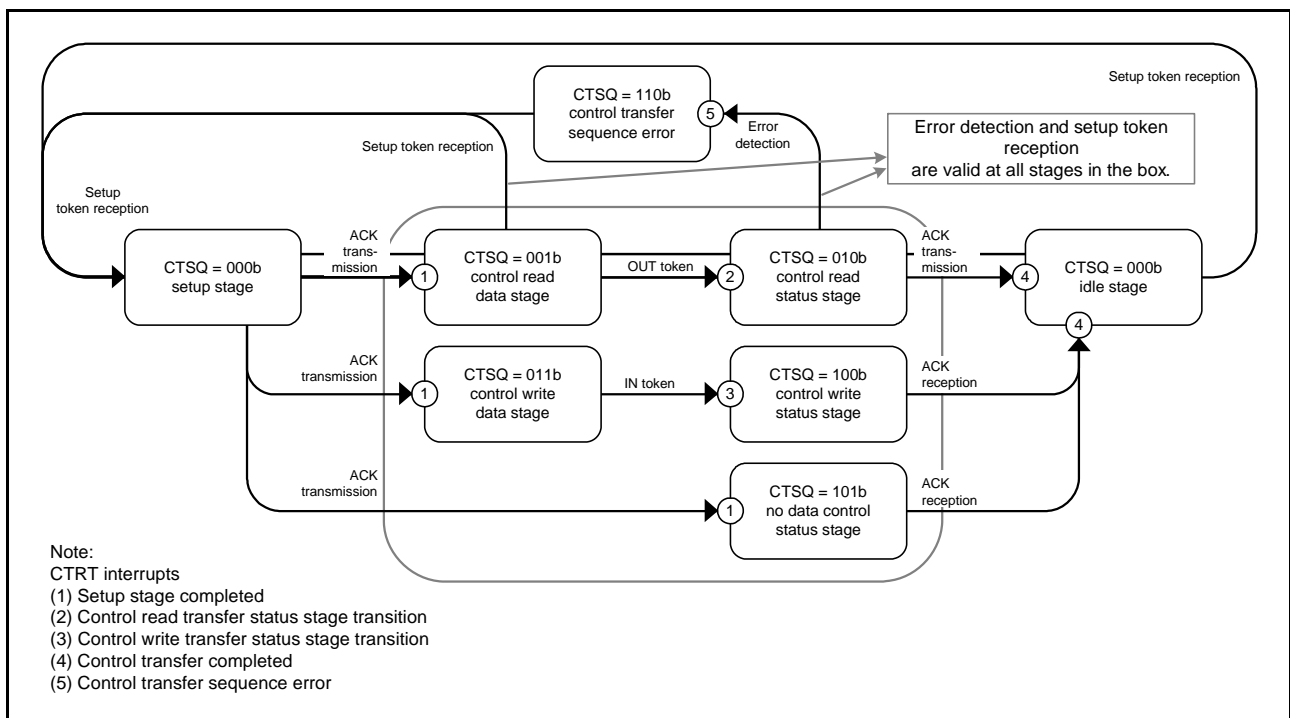 Setup token reception
CTSQ = 110b
control transfer
sequence error
5
Error
detection
Setup token reception
Error detection and setup token
reception
are valid at all stages in the box.
Setup
token reception
CTSQ = 000b
setup stage
ACK
trans-
mission
1
CTSQ = 001b
control read
data stage
OUT token
2
CTSQ = 010b
control read
status stage
ACK
trans-
mission
4
CTSQ = 000b
idle stage
4
ACK
transmission
1
CTSQ = 011b
control write
data stage
IN token
3
CTSQ = 100b
control write
status stage
ACK
reception
ACK
transmission
1
CTSQ = 101b
no data control
status stage
ACK
reception
Note:
CTRT interrupts
(1) Setup stage completed
(2) Control read transfer status stage transition
(3) Control write transfer status stage transition
(4) Control transfer completed
(5) Control transfer sequence error